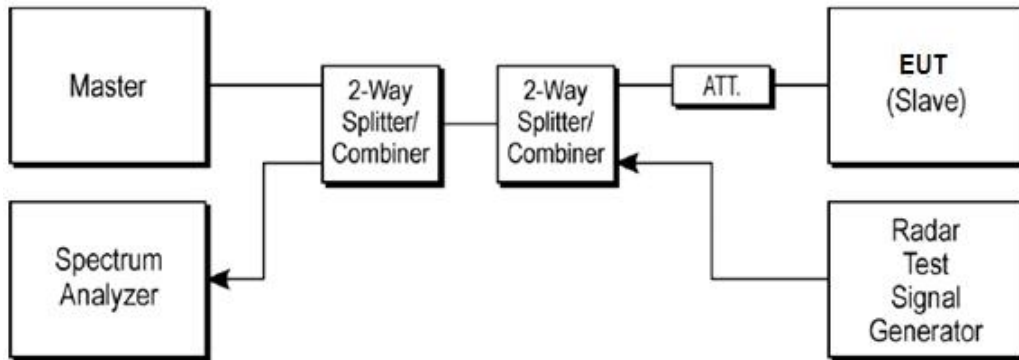 Master
2-Way
Splitter/
Combiner
2-Way
Splitter/
Combiner
ATT.
EUT
(Slave)
Spectrum
Analyzer
Radar
Test
Signal
Generator